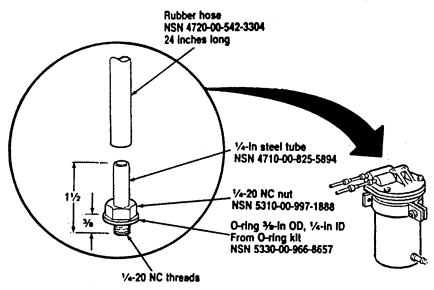 Rubber hose
NSN 4720-00-542-3304
24 inches long
¼-in steel tube
NSN 4710-00-825-5894
1½
⅜
¼-20 NC nut
NSN 5310-00-997-1888
O-ring ⅜-in OD, ¼-in ID
From O-ring kit
NSN 5330-00-966-8657
¼-20 NC threads